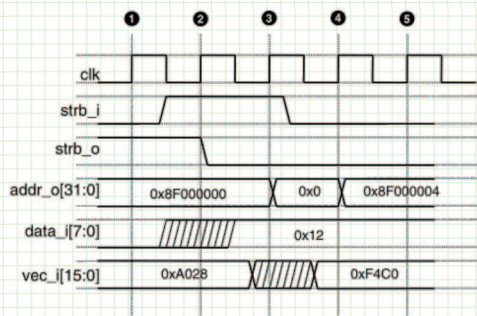 1 2 3 4 5
clk
strb_i
strb_o
addr_o[31:0] 0x8F000000 0x0 0x8F000004
data_i[7:0] 0x12
vec_i[15:0] 0xA028 0xF4C0